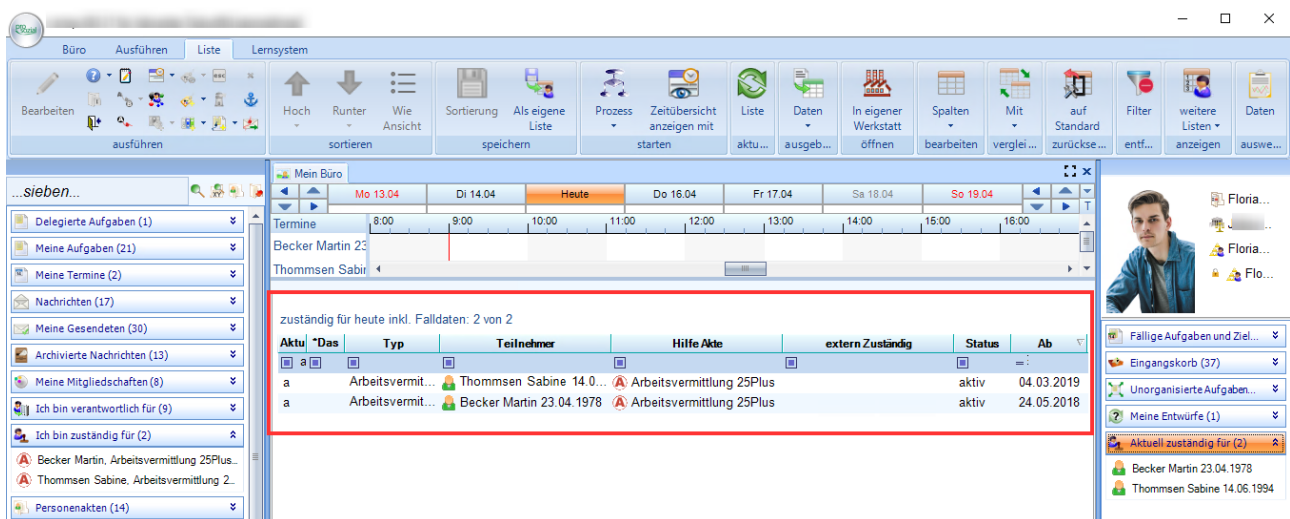 pro
Sozial
Büro Ausführen Liste Lernsystem
Bearbeiten
ausführen
Hoch Runter Wie Ansicht
sortieren
Sortierung Als eigene Liste
speichern
Prozess Zeitübersicht anzeigen mit
starten
Liste
aktu...
Daten
ausgeb...
In eigener Werkstatt
öffnen
Spalten
bearbeiten
Mit
verglei...
auf Standard
zurückse...
Filter
entf...
weitere Listen
anzeigen
Daten
auswe...
...sieben...
Delegierte Aufgaben (1)
Meine Aufgaben (21)
Meine Termine (2)
Nachrichten (17)
Meine Gesendeten (30)
Archivierte Nachrichten (13)
Meine Mitgliedschaften (8)
Ich bin verantwortlich für (9)
Ich bin zuständig für (2)
Becker Martin, Arbeitsvermittlung 25Plus...
Thommsen Sabine, Arbeitsvermittlung 2...
Personenakten (14)
Mein Büro
Mo 13.04 Di 14.04 Heute Do 16.04 Fr 17.04 Sa 18.04 So 19.04
T
Termine 8:00 9:00 10:00 11:00 12:00 13:00 14:00 15:00 16:00
Becker Martin 23
Thommsen Sabir
zuständig für heute inkl. Falldaten: 2 von 2
Aktu Das Typ Teilnehmer Hilfe Akte extern Zuständig Status Ab
a
=
a Arbeitsvermit... Thommsen Sabine 14.0... A Arbeitsvermittlung 25Plus aktiv 04.03.2019
a Arbeitsvermit... Becker Martin 23.04.1978 A Arbeitsvermittlung 25Plus aktiv 24.05.2018
Floria...
J...
Floria...
Flo...
Fällige Aufgaben und Ziel...
Eingangskorb (37)
Unorganisierte Aufgaben...
Meine Entwürfe (1)
Aktuell zuständig für (2)
Becker Martin 23.04.1978
Thommsen Sabine 14.06.1994